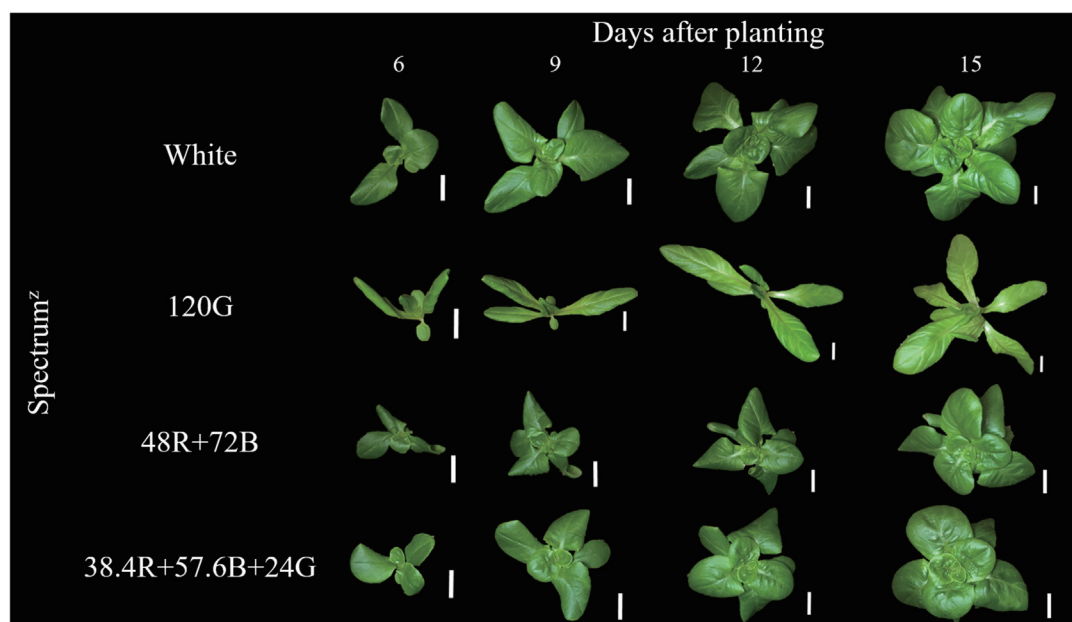 Days after planting
6 9 12 15
White
120G
Spectrumᶻ
48R+72B
38.4R+57.6B+24G